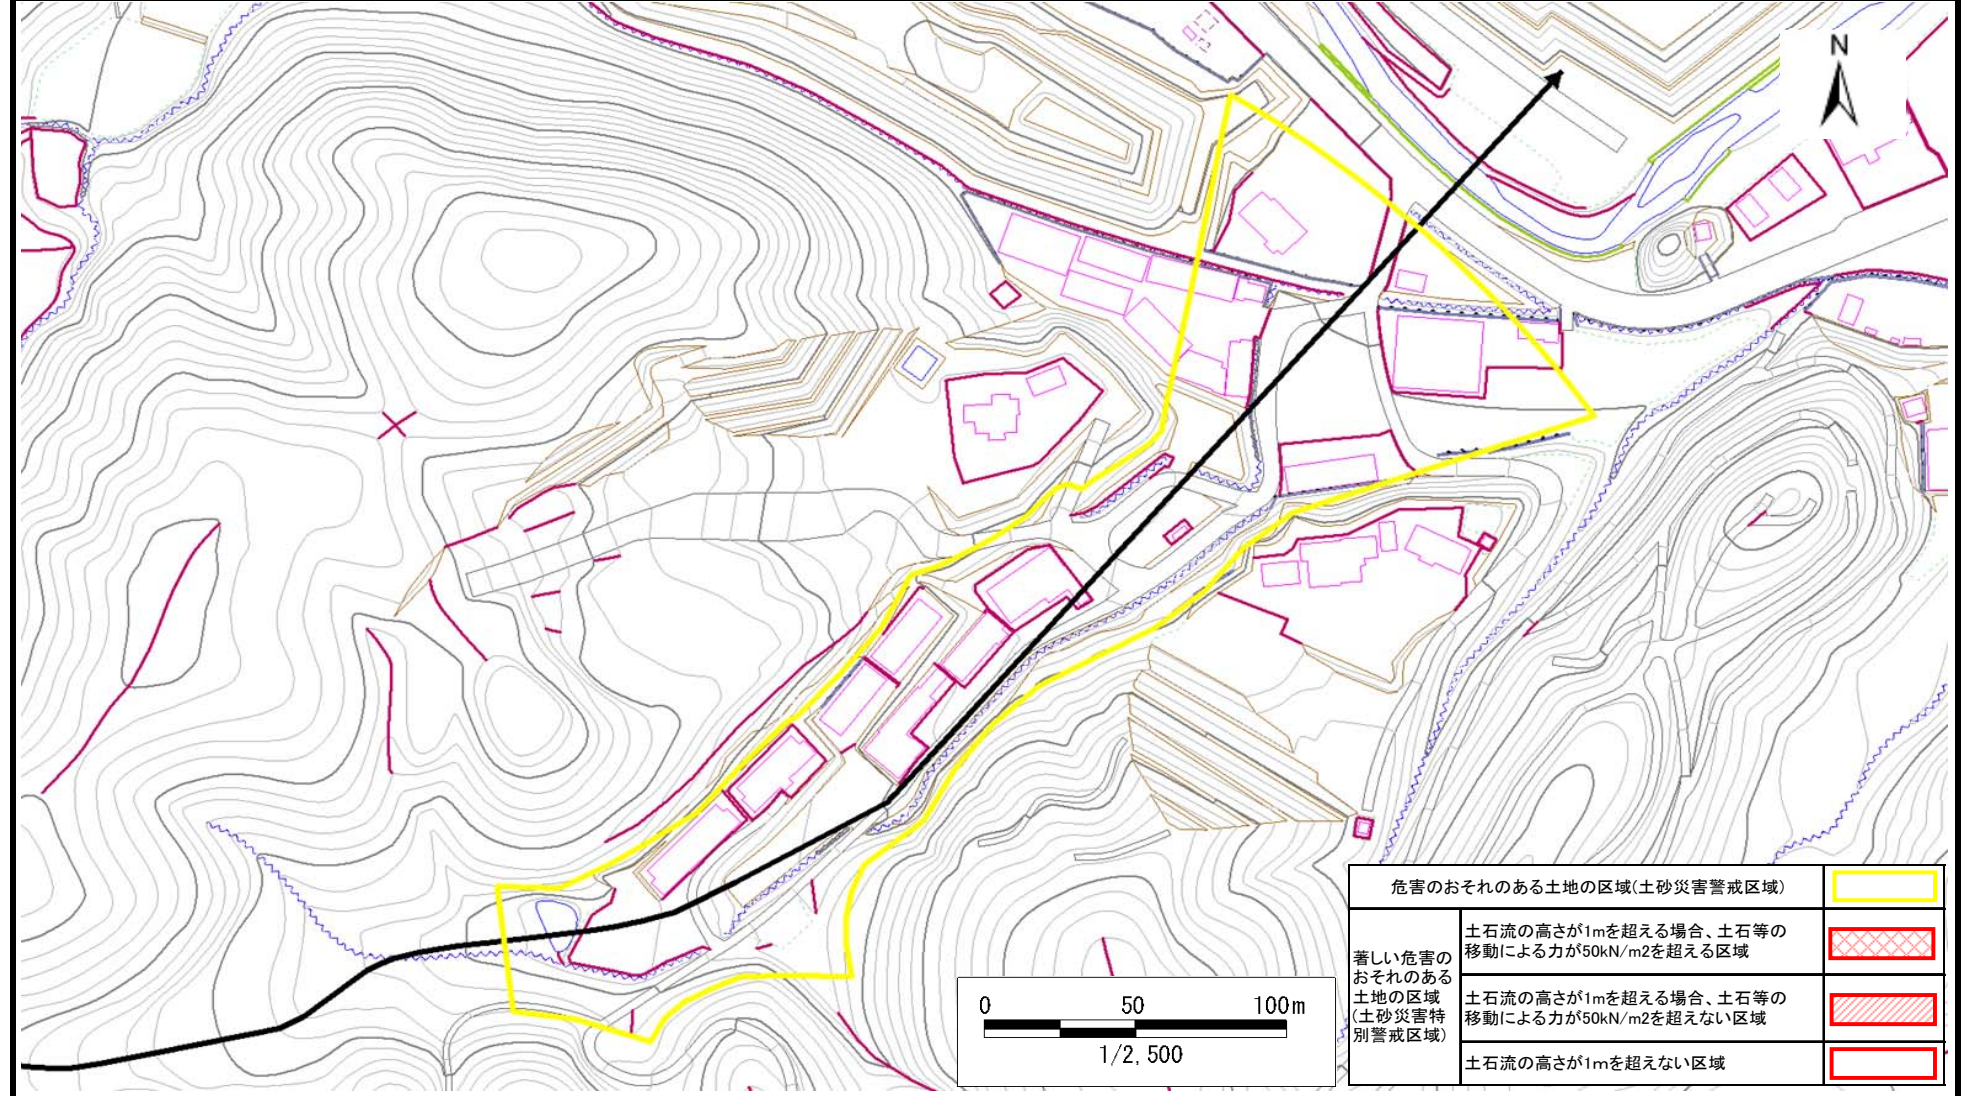 N
危害のおそれのある土地の区域(土砂災害警戒区域)
著しい危害の
おそれのある
土地の区域
(土砂災害特
別警戒区域)
土石流の高さが1mを超える場合、土石等の
移動による力が50kN/m2を超える区域
土石流の高さが1mを超える場合、土石等の
移動による力が50kN/m2を超えない区域
土石流の高さが1mを超えない区域
0 50 100m
1/2,500